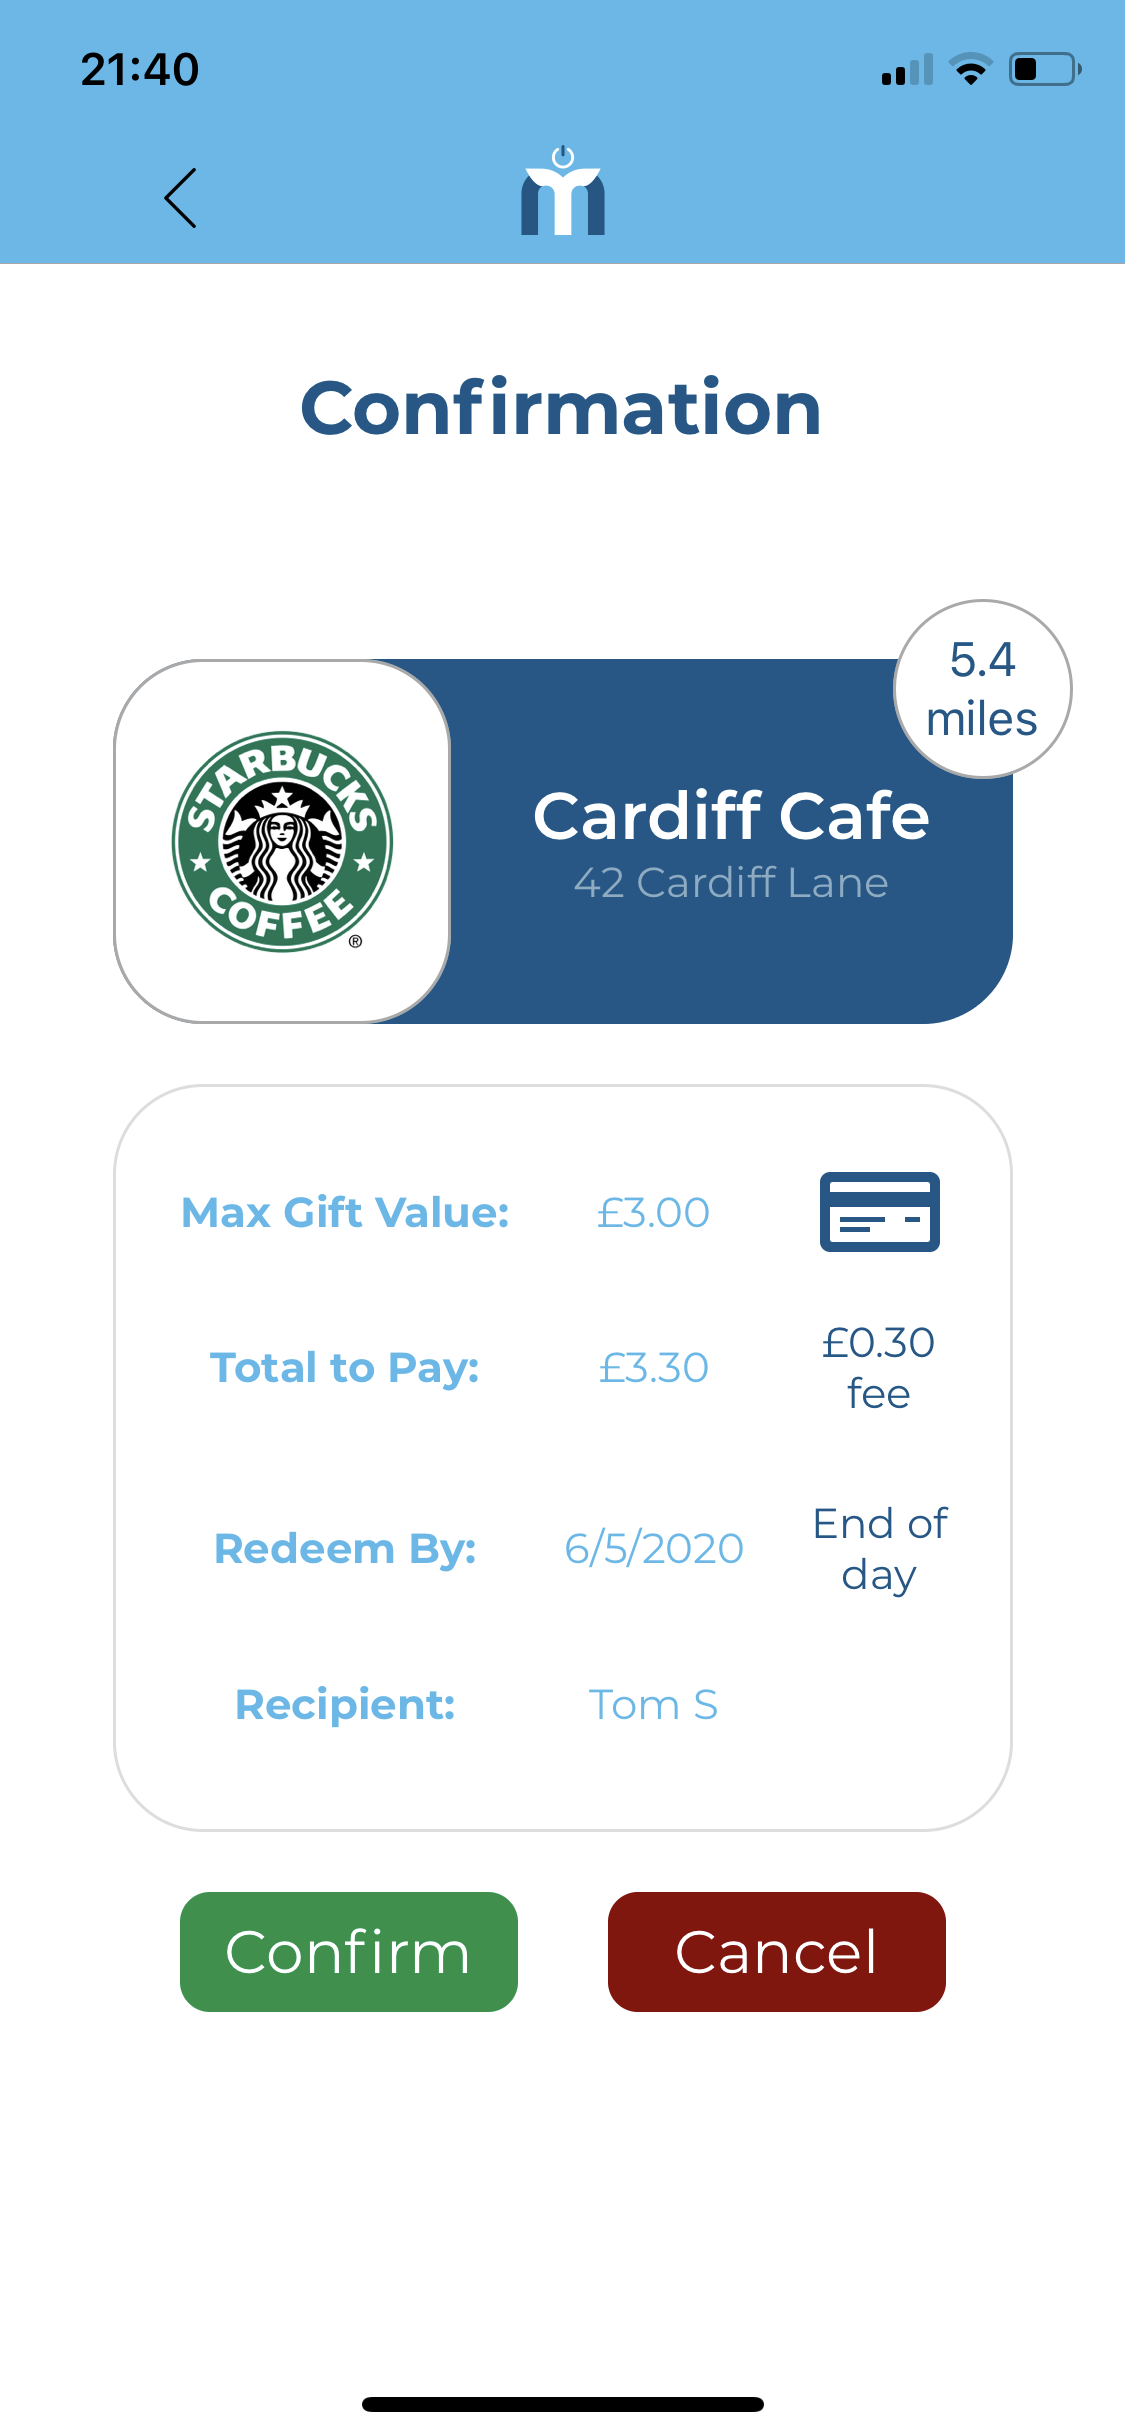 21:40
Confirmation
5.4
miles
STARBUCKS
COFFEE
®
Cardiff Cafe
42 Cardiff Lane
Max Gift Value: £3.00
Total to Pay: £3.30 £0.30
fee
Redeem By: 6/5/2020 End of
day
Recipient: Tom S
Confirm Cancel